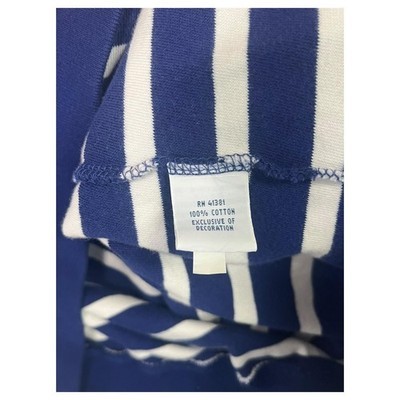 RN 41381
100% COTTON
EXCLUSIVE OF
DECORATION